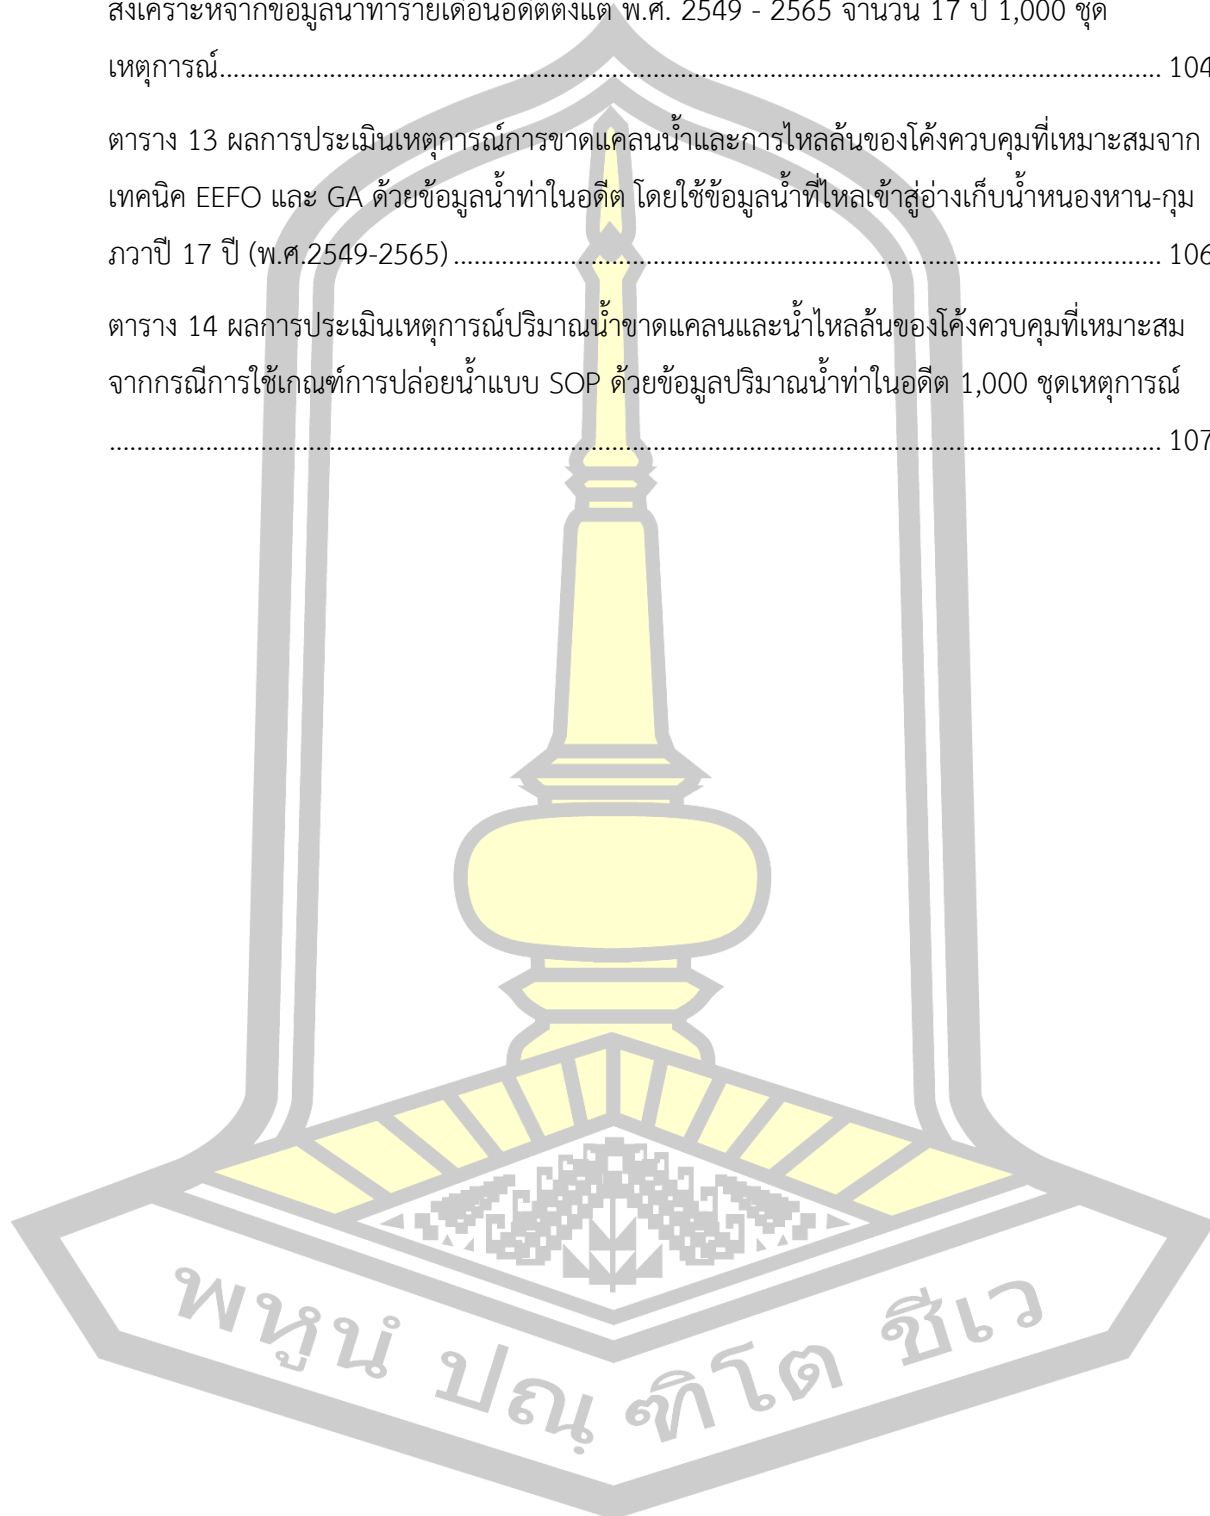 สังเคราะห์จากข้อมูลน้ำท่ารายเดือนอดีตตั้งแต่ พ.ศ. 2549 - 2565 จำนวน 17 ปี 1,000 ชุด
เหตุการณ์.................................................................................................................................... 104
ตาราง 13 ผลการประเมินเหตุการณ์การขาดแคลนน้ำและการไหลล้นของโค้งควบคุมที่เหมาะสมจาก
เทคนิค EEFO และ GA ด้วยข้อมูลน้ำท่าในอดีต โดยใช้ข้อมูลน้ำที่ไหลเข้าสู่อ่างเก็บน้ำหนองหาน-กุม
ภวาปี 17 ปี (พ.ศ.2549-2565) ................................................................................................... 106
ตาราง 14 ผลการประเมินเหตุการณ์ปริมาณน้ำขาดแคลนและน้ำไหลล้นของโค้งควบคุมที่เหมาะสม
จากกรณีการใช้เกณฑ์การปล่อยน้ำแบบ SOP ด้วยข้อมูลปริมาณน้ำท่าในอดีต 1,000 ชุดเหตุการณ์
................................................................................................................................................... 107
พหูนํ ปณฺ ฑิโต ชีเว